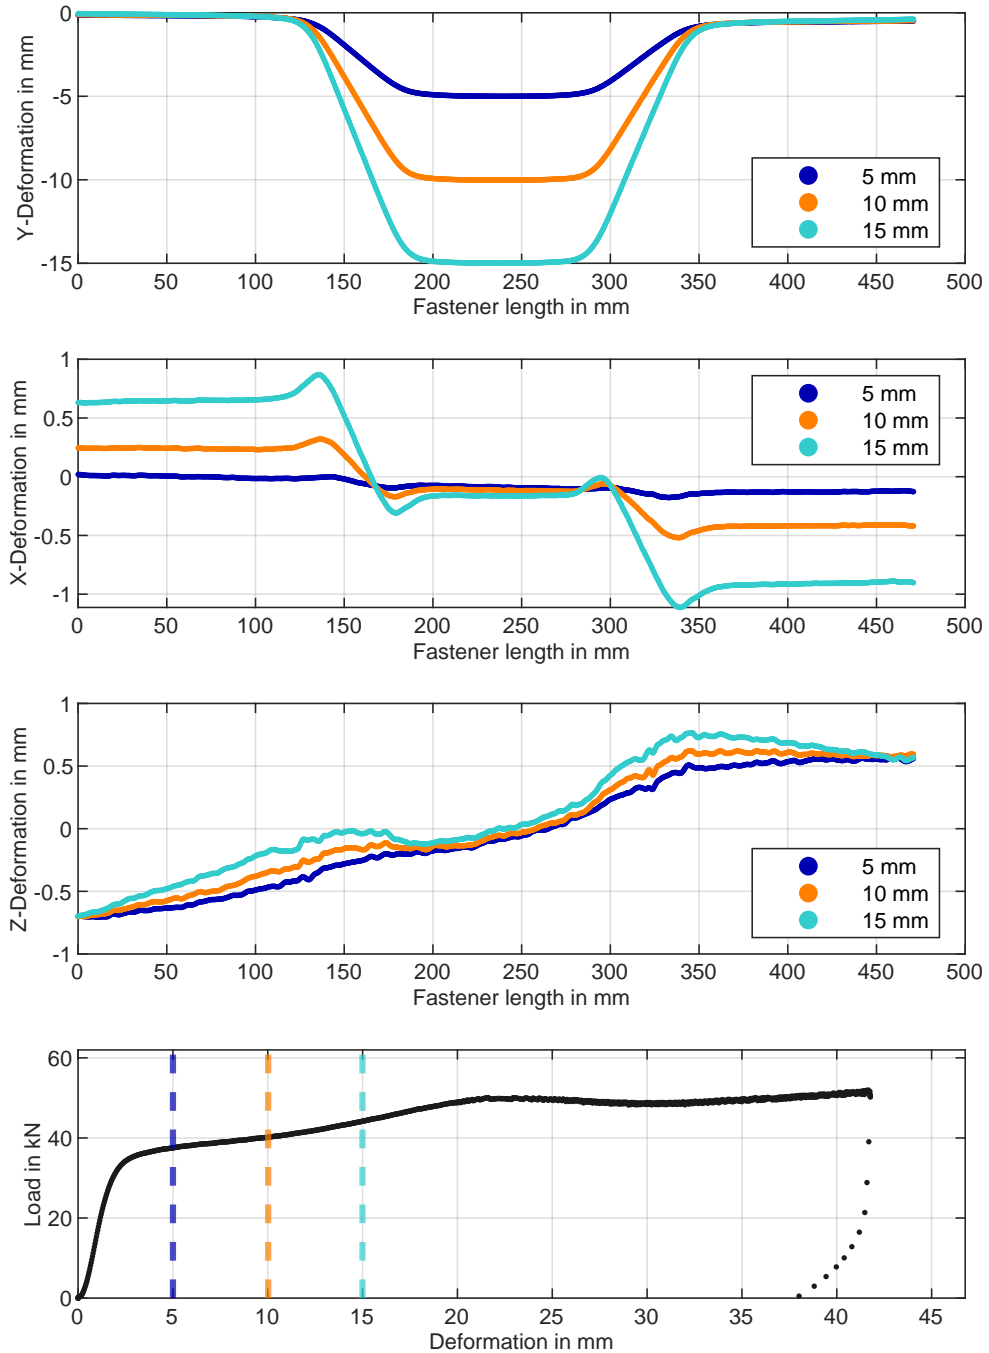 0
-5
-10
-15
Y-Deformation in mm
5 mm
10 mm
15 mm
0 50 100 150 200 250 300 350 400 450 500
Fastener length in mm
1
0.5
0
-0.5
-1
X-Deformation in mm
5 mm
10 mm
15 mm
0 50 100 150 200 250 300 350 400 450 500
Fastener length in mm
1
0.5
0
-0.5
-1
Z-Deformation in mm
5 mm
10 mm
15 mm
0 50 100 150 200 250 300 350 400 450 500
Fastener length in mm
60
40
20
0
Load in kN
0 5 10 15 20 25 30 35 40 45
Deformation in mm